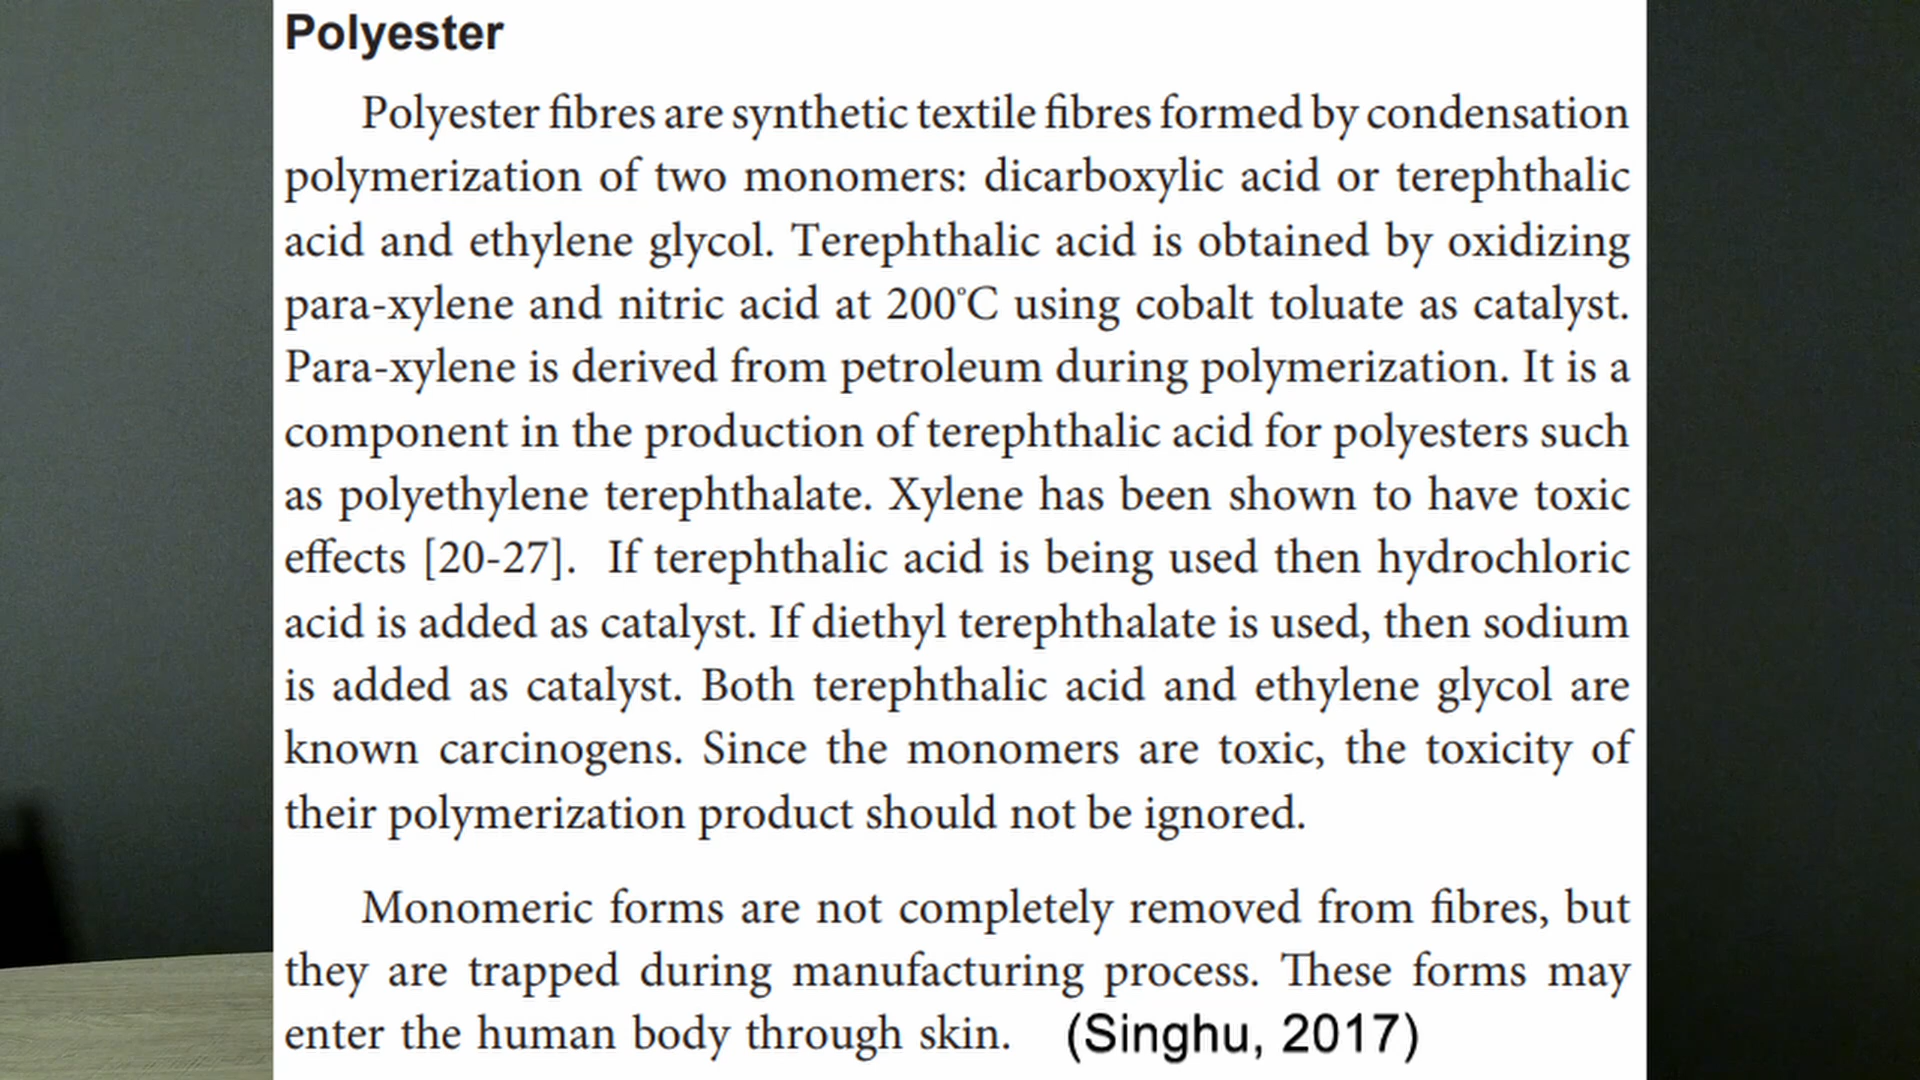 Polyester
Polyester fibres are synthetic textile fibres formed by condensation
polymerization of two monomers: dicarboxylic acid or terephthalic
acid and ethylene glycol. Terephthalic acid is obtained by oxidizing
para-xylene and nitric acid at 200°C using cobalt toluate as catalyst.
Para-xylene is derived from petroleum during polymerization. It is a
component in the production of terephthalic acid for polyesters such
as polyethylene terephthalate. Xylene has been shown to have toxic
effects [20-27]. If terephthalic acid is being used then hydrochloric
acid is added as catalyst. If diethyl terephthalate is used, then sodium
is added as catalyst. Both terephthalic acid and ethylene glycol are
known carcinogens. Since the monomers are toxic, the toxicity of
their polymerization product should not be ignored.
Monomeric forms are not completely removed from fibres, but
they are trapped during manufacturing process. These forms may
enter the human body through skin. (Singhu, 2017)